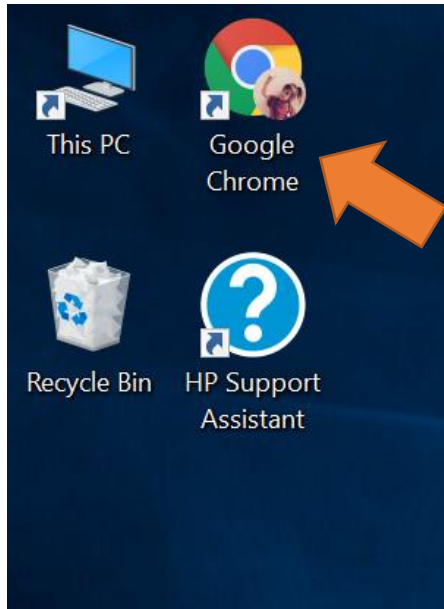 This PC
Google
Chrome
Recycle Bin
HP Support
Assistant